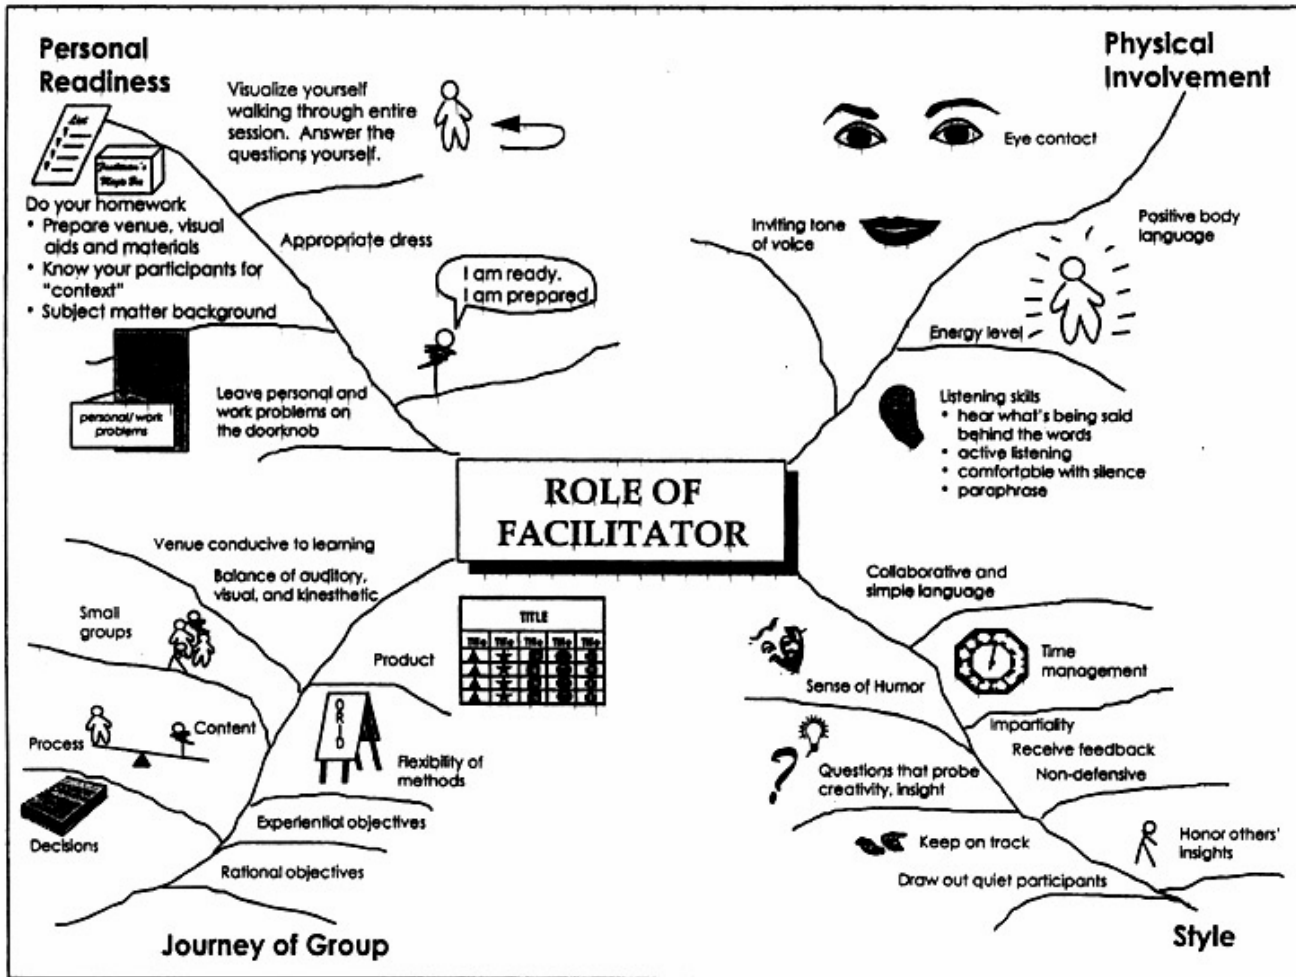 Personal
Readiness
List
Do your homework
• Prepare venue, visual
aids and materials
• Know your participants for
"context"
• Subject matter background
Visualize yourself
walking through entire
session. Answer the
questions yourself.
Appropriate dress
I am ready.
I am prepared
personal/work
problems
Leave personal and
work problems on
the doorknob
Physical
Involvement
Eye contact
Inviting tone
of voice
Positive body
language
Energy level
Listening skills
• hear what's being said
behind the words
• active listening
• comfortable with silence
• paraphrase
ROLE OF
FACILITATOR
Venue conducive to learning
Balance of auditory,
visual, and kinesthetic
Small
groups
Product
TITLE
Title Title Title Title Title
Process
Content
ORID
Flexibility of
methods
Decisions
Experiential objectives
Rational objectives
Journey of Group
Collaborative and
simple language
Sense of Humor
Time
management
Impartiality
Receive feedback
Non-defensive
Questions that probe
creativity, insight
Keep on track
Honor others'
insights
Draw out quiet participants
Style